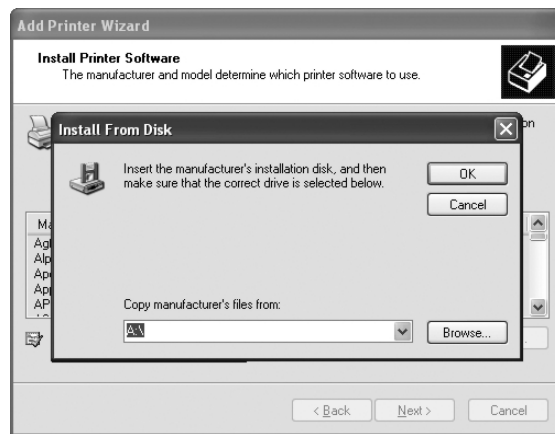 Add Printer Wizard
Install Printer Software
The manufacturer and model determine which printer software to use.
Install From Disk
Insert the manufacturer's installation disk, and then
make sure that the correct drive is selected below.
OK
Cancel
Copy manufacturer's files from:
A:\
Browse...
< Back
Next >
Cancel